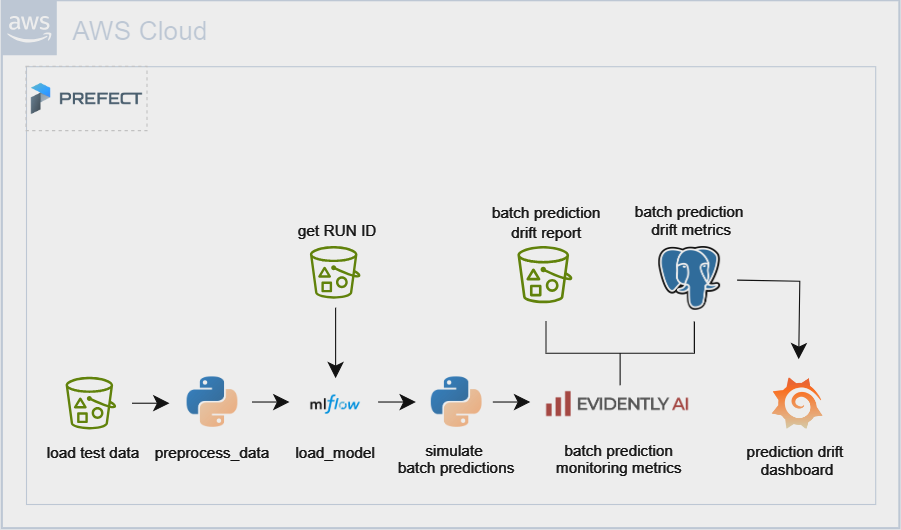 aws
AWS Cloud
PREFECT
get RUN ID
batch prediction
drift report
batch prediction
drift metrics
mlflow
EVIDENTLY AI
load test data
preprocess_data
load_model
simulate
batch predictions
batch prediction
monitoring metrics
prediction drift
dashboard